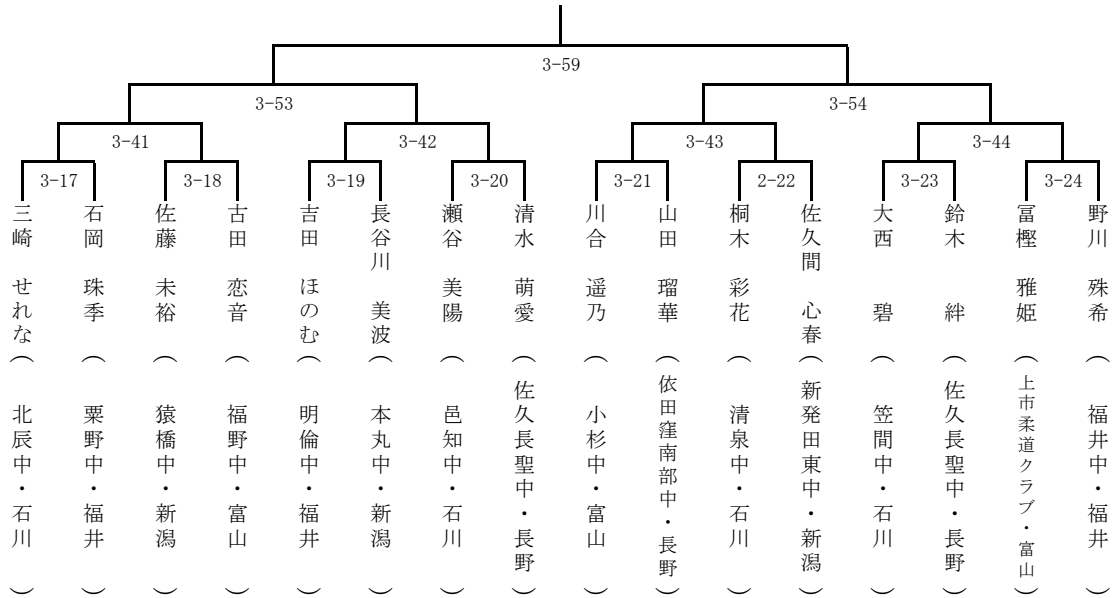 3-59
3-53
3-54
3-41
3-42
3-43
3-44
3-17
3-18
3-19
3-20
3-21
2-22
3-23
3-24
三崎 せれな（北辰中・石川）
石岡 珠季（粟野中・福井）
佐藤 未裕（猿橋中・新潟）
古田 恋音（福野中・富山）
吉田 ほのむ（明倫中・福井）
長谷川 美波（本丸中・新潟）
瀬谷 美陽（邑知中・石川）
清水 萌愛（佐久長聖中・長野）
川合 遥乃（小杉中・富山）
山田 瑠華（依田窪南部中・長野）
桐木 彩花（清泉中・石川）
佐久間 心春（新発田東中・新潟）
大西 碧（笠間中・石川）
鈴木 絆（佐久長聖中・長野）
冨樫 雅姫（上市柔道クラブ・富山）
野川 殊希（福井中・福井）